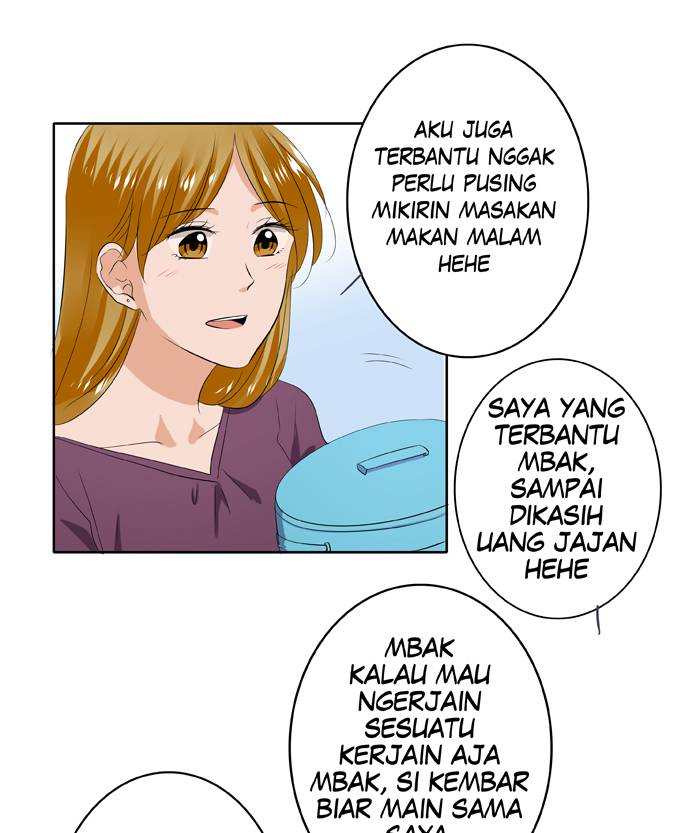 AKU JUGA
TERBANTU NGGAK
PERLU PUSING
MIKIRIN MASAKAN
MAKAN MALAM
HEHE
SAYA YANG
TERBANTU
MBAK,
SAMPAI
DIKASIH
UANG JAJAN
HEHE
MBAK
KALAU MAU
NGERJAIN
SESUATU
KERJAIN AJA
MBAK, SI KEMBAR
BIAR MAIN SAMA
SAYA